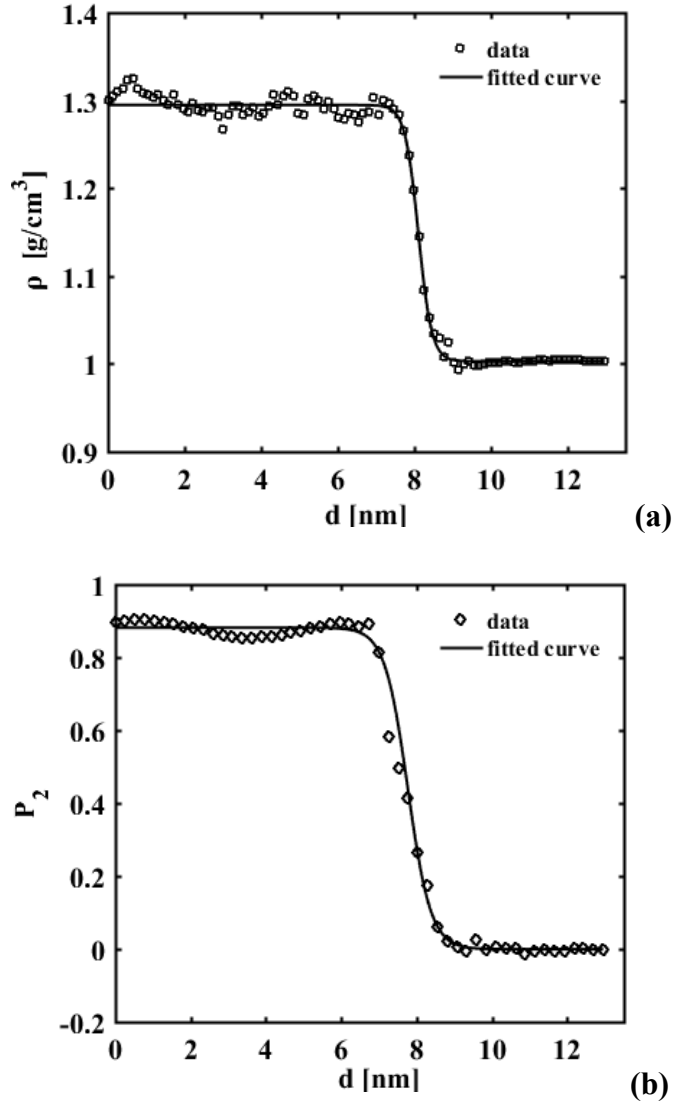 1.4
1.3
1.2
1.1
1
0.9
ρ [g/cm³]
data
fitted curve
0 2 4 6 8 10 12
d [nm]
(a)
1
0.8
0.6
0.4
0.2
0
-0.2
P₂
data
fitted curve
0 2 4 6 8 10 12
d [nm]
(b)